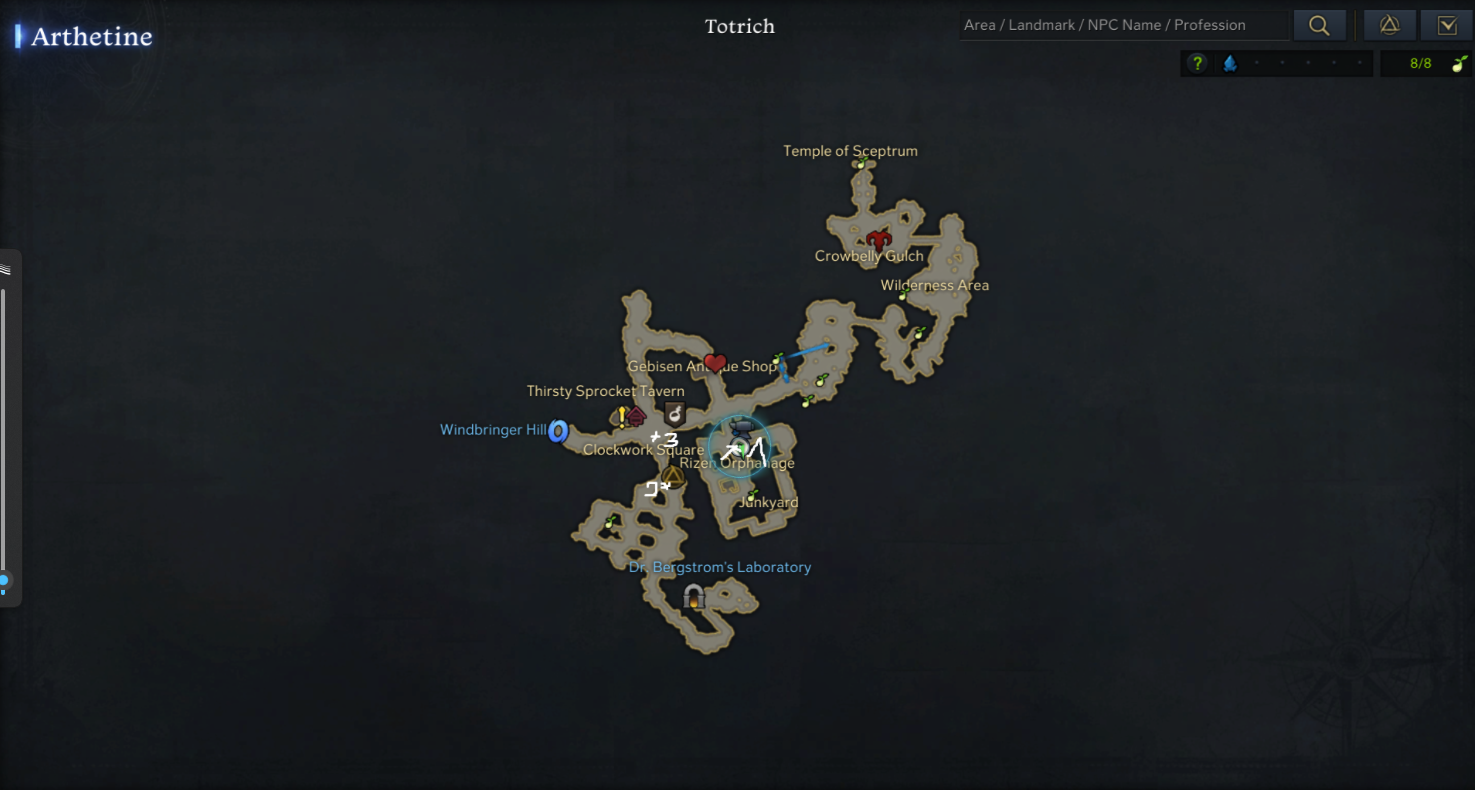 Arthetine
Totrich
Area / Landmark / NPC Name / Profession
? 8/8
Temple of Sceptrum
Crowbelly Gulch
Wilderness Area
Gebisen Antique Shop
Thirsty Sprocket Tavern
Windbringer Hill
+3
Clockwork Square
Rizen Orphanage
Junkyard
Dr. Bergstrom's Laboratory